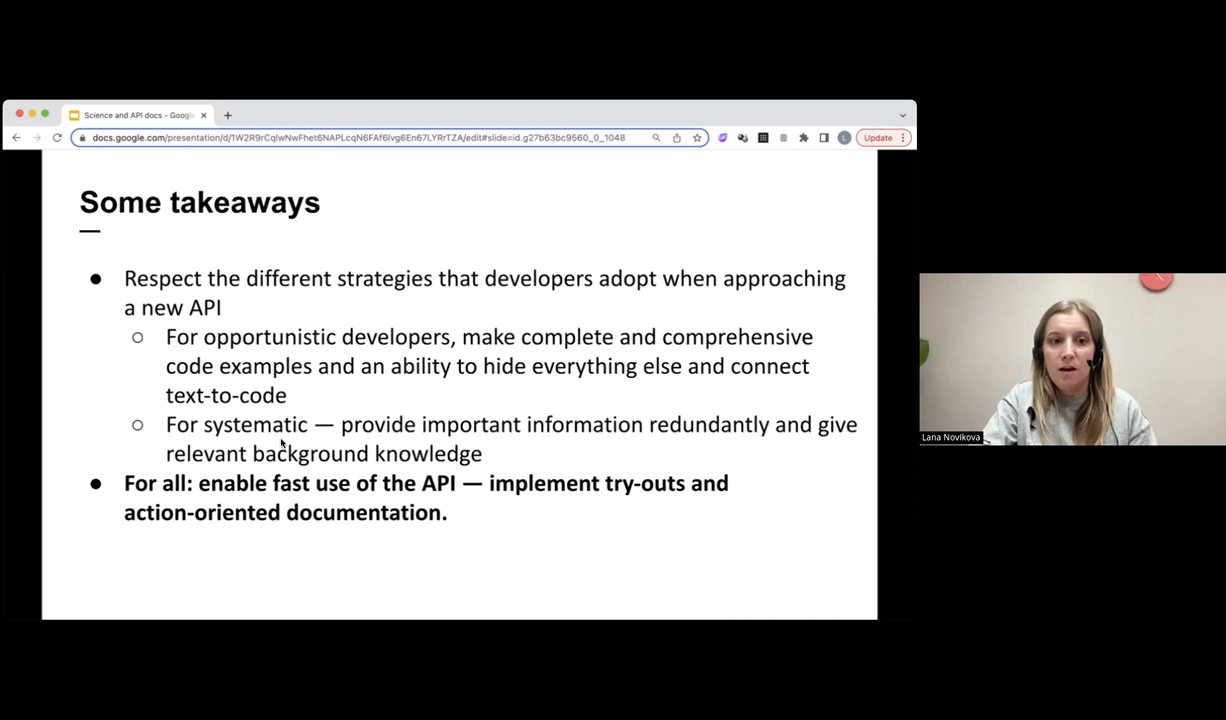 Science and API docs - Googl
docs.google.com/presentation/d/1W2R9rCqlwNwFhet6NAPLcqN6FAf6lvg6En67LYRrTZA/edit#slide=id.g27b63bc9560_0_1048
L
Update
Some takeaways
● Respect the different strategies that developers adopt when approaching
a new API
○ For opportunistic developers, make complete and comprehensive
code examples and an ability to hide everything else and connect
text-to-code
○ For systematic — provide important information redundantly and give
relevant background knowledge
● For all: enable fast use of the API — implement try-outs and
action-oriented documentation.
Lana Novikova